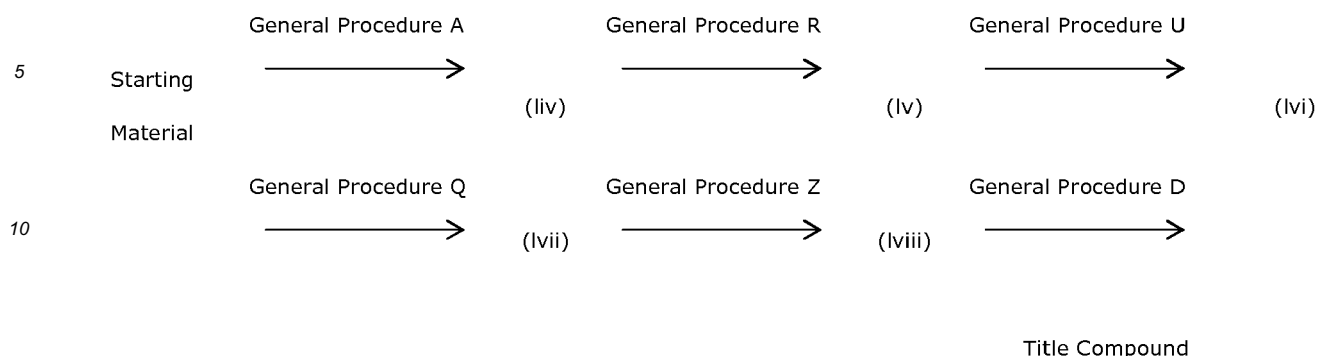 General Procedure A General Procedure R General Procedure U
5 Starting
(liv) (lv) (lvi)
Material
General Procedure Q General Procedure Z General Procedure D
10 (lvii) (lviii)
Title Compound